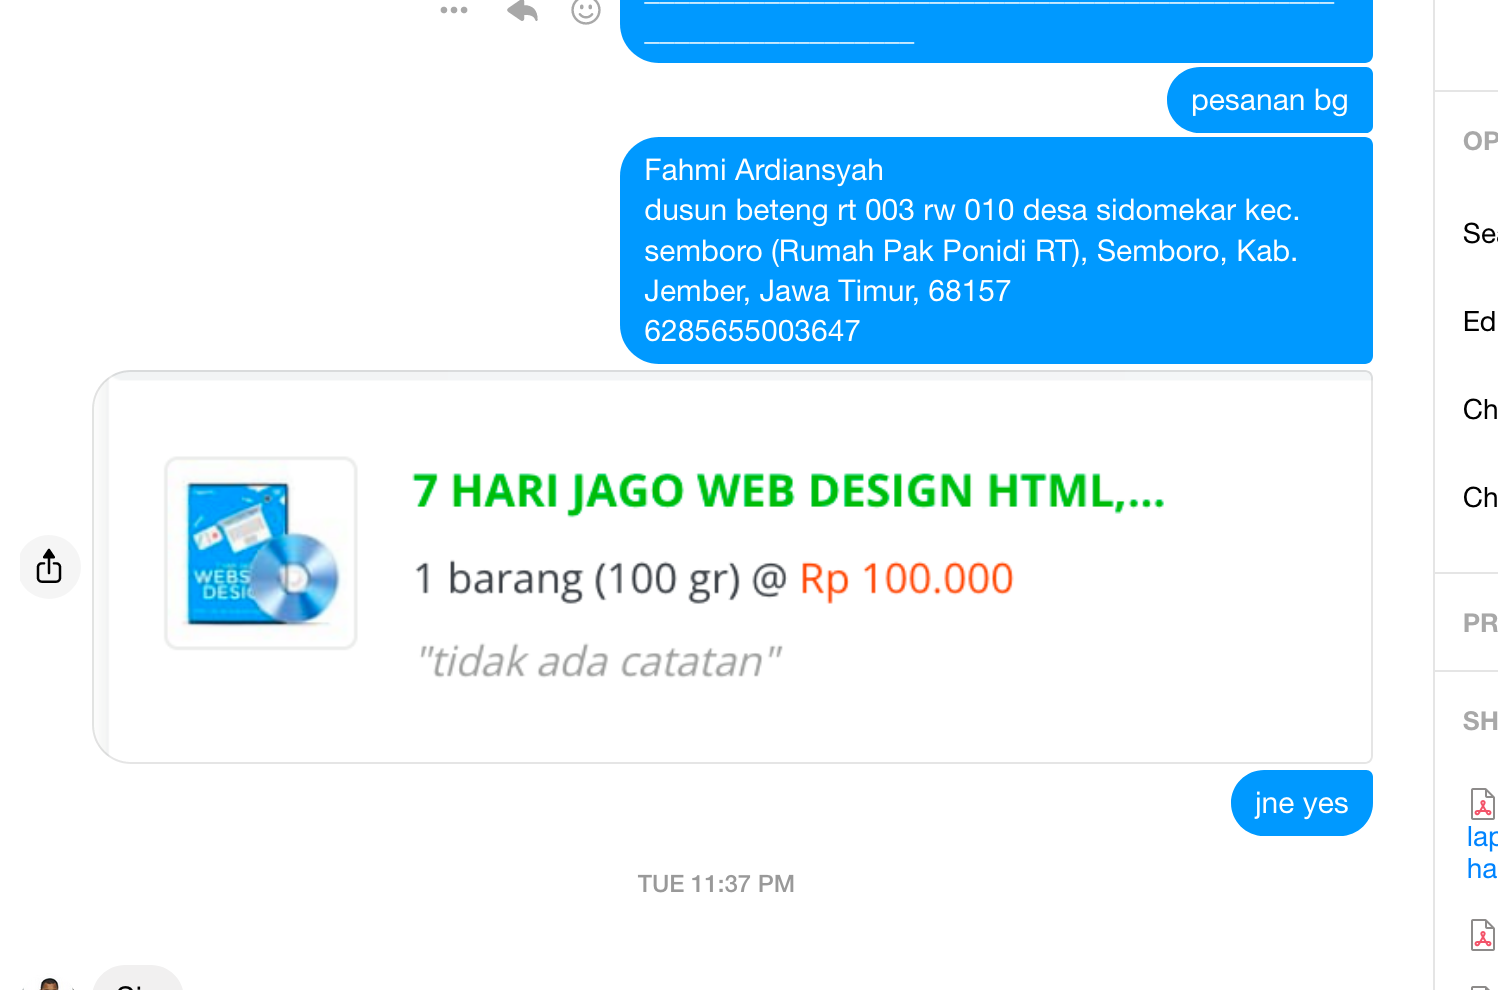 pesanan bg
Fahmi Ardiansyah
dusun beteng rt 003 rw 010 desa sidomekar kec.
semboro (Rumah Pak Ponidi RT), Semboro, Kab.
Jember, Jawa Timur, 68157
6285655003647
7 HARI JAGO WEB DESIGN HTML,...
1 barang (100 gr) @ Rp 100.000
"tidak ada catatan"
jne yes
TUE 11:37 PM
OP
Se
Ed
Ch
Ch
PR
SH
lap
ha